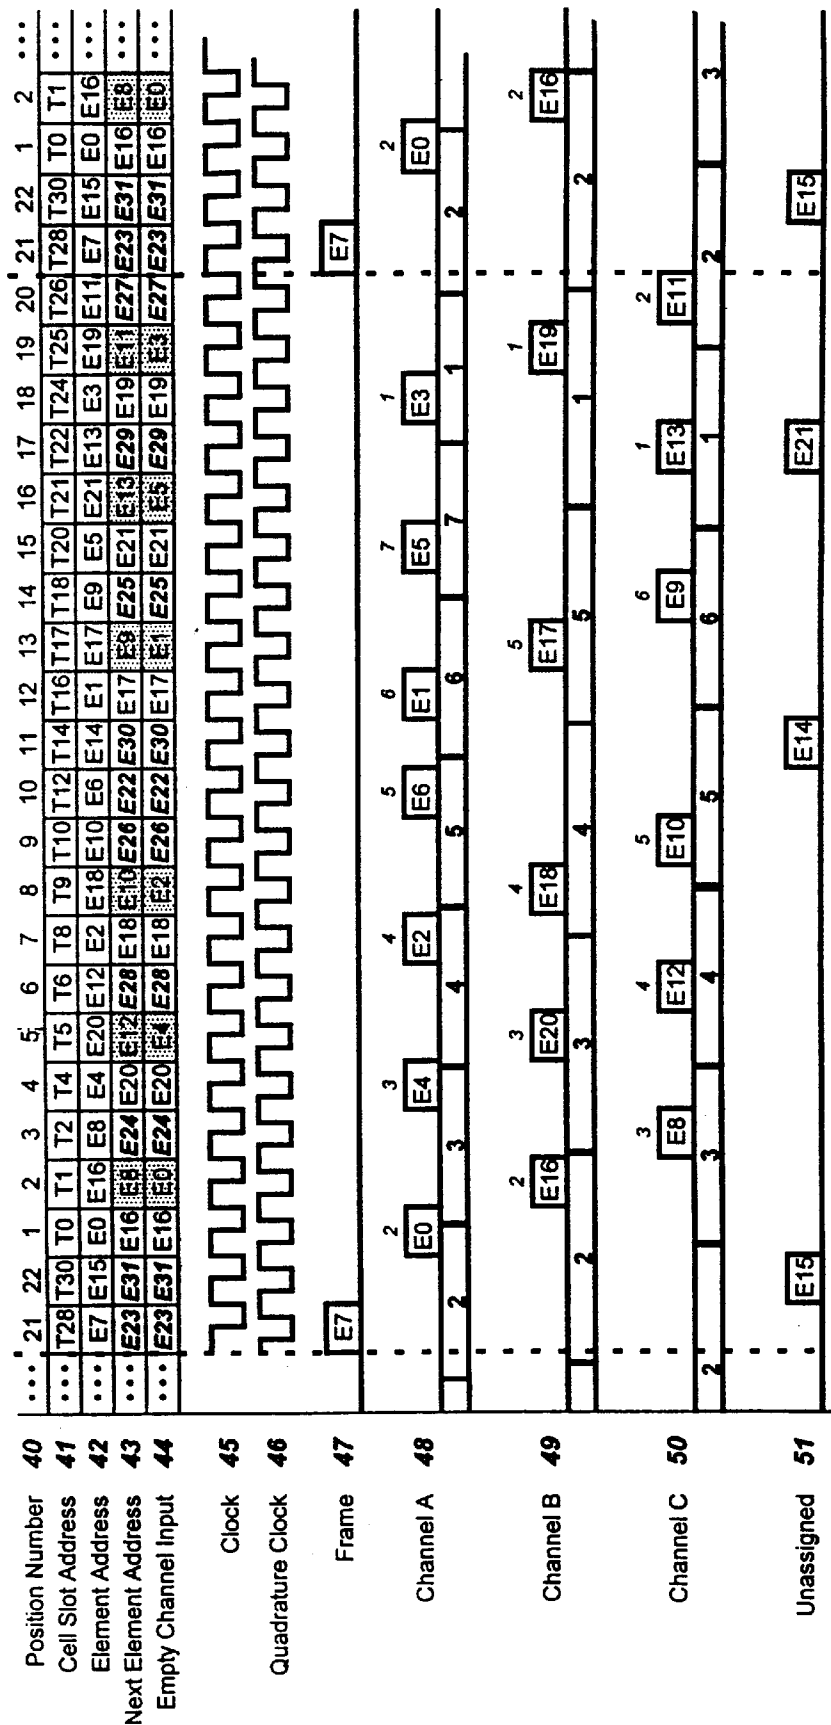 Position Number 40 ... 21 22 1 2 3 4 5 6 7 8 9 10 11 12 13 14 15 16 17 18 19 20 21 22 1 2 ...
Cell Slot Address 41 ... T28 T30 T0 T1 T2 T4 T5 T6 T8 T9 T10 T12 T14 T16 T17 T18 T20 T21 T22 T24 T25 T26 T28 T30 T0 T1 ...
Element Address 42 ... E7 E15 E0 E16 E8 E4 E20 E12 E2 E18 E10 E6 E14 E1 E17 E9 E5 E21 E13 E3 E19 E11 E7 E15 E0 E16 ...
Next Element Address 43 ... E23 E31 E16 E8 E24 E20 E12 E28 E18 E10 E26 E22 E30 E17 E9 E25 E21 E13 E29 E19 E11 E27 E23 E31 E16 E8 ...
Empty Channel Input 44 ... E23 E31 E16 E0 E24 E20 E4 E28 E18 E2 E26 E22 E30 E17 E1 E25 E21 E5 E29 E19 E3 E27 E23 E31 E16 E0 ...
Clock 45
Quadrature Clock 46
Frame 47 E7 E7
2 3 4 5 6 7 1 2
Channel A 48 E0 E4 E2 E6 E1 E5 E3 E0
2 3 4 5 6 7 1 2
2 3 4 5 1 2
Channel B 49 E16 E20 E18 E17 E19 E16
2 3 4 5 1 2
3 4 5 6 1 2
Channel C 50 E8 E12 E10 E9 E13 E11
2 3 4 5 6 1 2 3
Unassigned 51 E15 E14 E21 E15